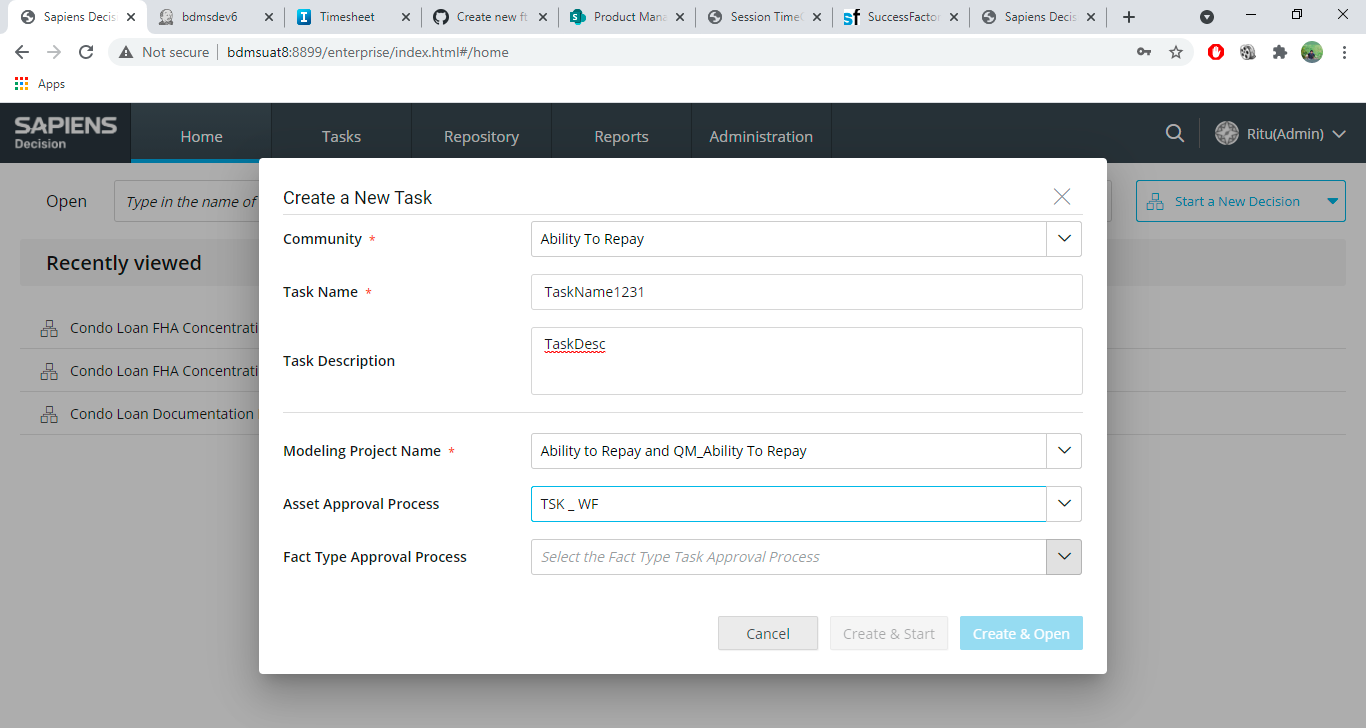 Sapiens Decis
bdmsdev6
Timesheet
Create new ft
Product Mana
Session TimeO
SuccessFactor
Sapiens Decis
Not secure
bdmsuat8:8899/enterprise/index.html#/home
Apps
SAPIENS
Decision
Home
Tasks
Repository
Reports
Administration
Ritu(Admin)
Open
Type in the name of
Start a New Decision
Recently viewed
Condo Loan FHA Concentrati
Condo Loan FHA Concentrati
Condo Loan Documentation
Create a New Task
Community *
Ability To Repay
Task Name *
TaskName1231
Task Description
TaskDesc
Modeling Project Name *
Ability to Repay and QM_Ability To Repay
Asset Approval Process
TSK _ WF
Fact Type Approval Process
Select the Fact Type Task Approval Process
Cancel
Create & Start
Create & Open